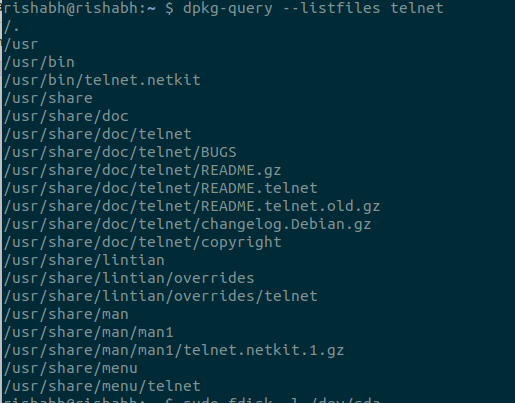 rishabh@rishabh:~ $ dpkg-query --listfiles telnet
/.
/usr
/usr/bin
/usr/bin/telnet.netkit
/usr/share
/usr/share/doc
/usr/share/doc/telnet
/usr/share/doc/telnet/BUGS
/usr/share/doc/telnet/README.gz
/usr/share/doc/telnet/README.telnet
/usr/share/doc/telnet/README.telnet.old.gz
/usr/share/doc/telnet/changelog.Debian.gz
/usr/share/doc/telnet/copyright
/usr/share/lintian
/usr/share/lintian/overrides
/usr/share/lintian/overrides/telnet
/usr/share/man
/usr/share/man/man1
/usr/share/man/man1/telnet.netkit.1.gz
/usr/share/menu
/usr/share/menu/telnet
rishabh@rishabh:~ $ sudo fdisk -l /dev/sda